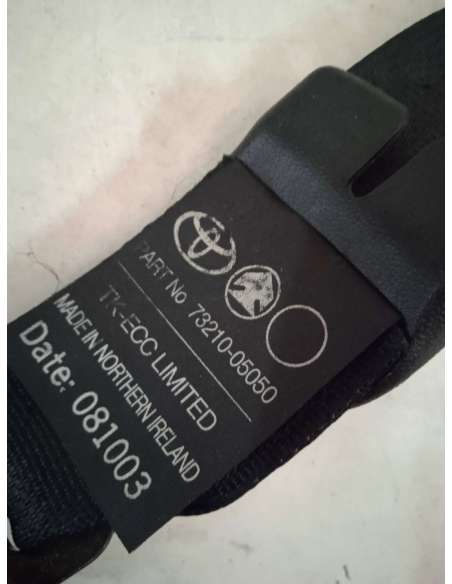 PART No 73210-05050
TK-ECC LIMITED
MADE IN NORTHERN IRELAND
Date: 081003